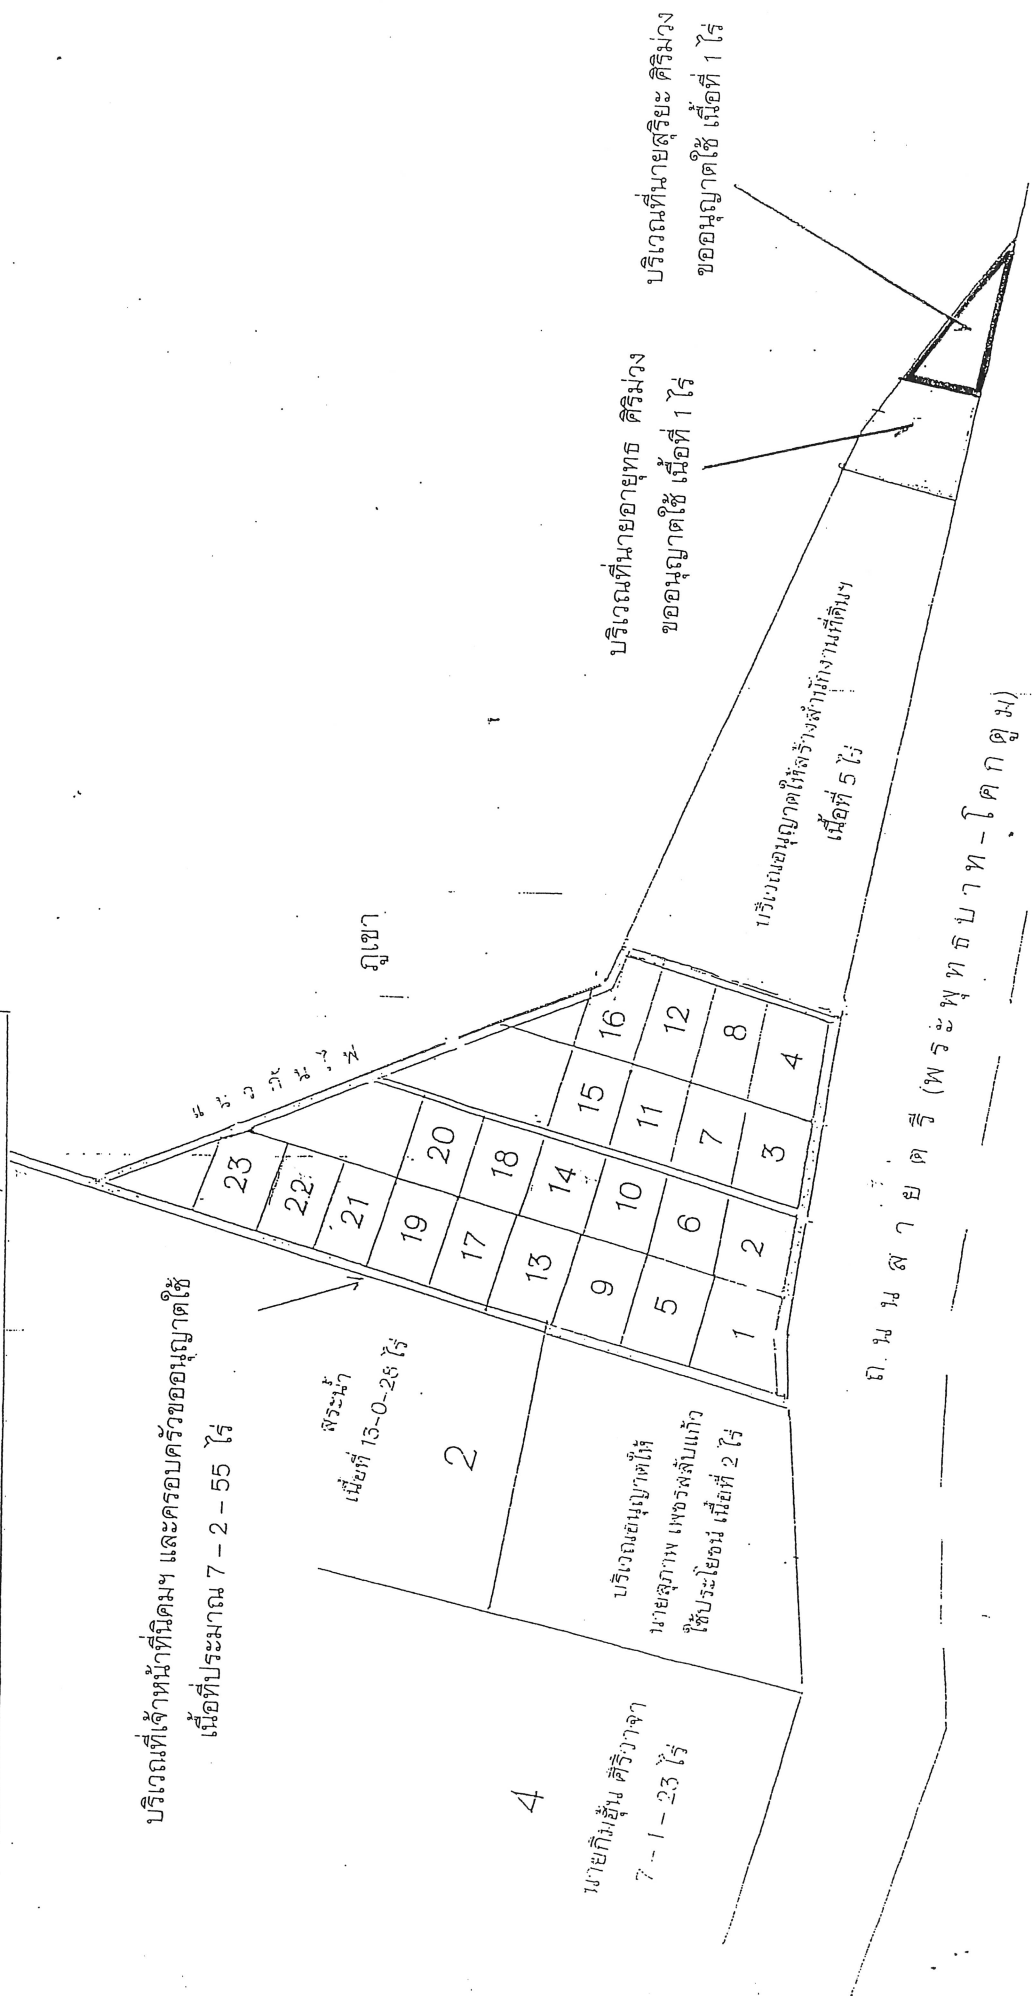 บริเวณที่เจ้าหน้าที่นิคมฯ และครอบครัวขออนุญาตใช้
เนื้อที่ประมาณ 7 – 2 – 55 ไร่
แนวกันชน
ภูเขา
บริเวณที่นายอายุทธ ศิริม่วง
ขออนุญาตใช้ เนื้อที่ 1 ไร่
บริเวณที่นายสุริยะ ศิริม่วง
ขออนุญาตใช้ เนื้อที่ 1 ไร่
สระน้ำ
เนื้อที่ 13-0-26 ไร่
2
23
22
21
20
19
18
17
16
15
14
13
12
11
10
9
8
7
6
5
4
3
2
1
บริเวณอนุญาตให้สร้างสำนักงานที่ดินฯ
เนื้อที่ 5 ไร่
บริเวณอนุญาตให้
นายสุภาพ เพชรสลับแก้ว
ใช้ประโยชน์ เนื้อที่ 2 ไร่
4
นายกิมฮุ้น ศิริวาจา
7 – 1 – 23 ไร่
ถนนสายตรี (พระพุทธบาท-โคกตูม)